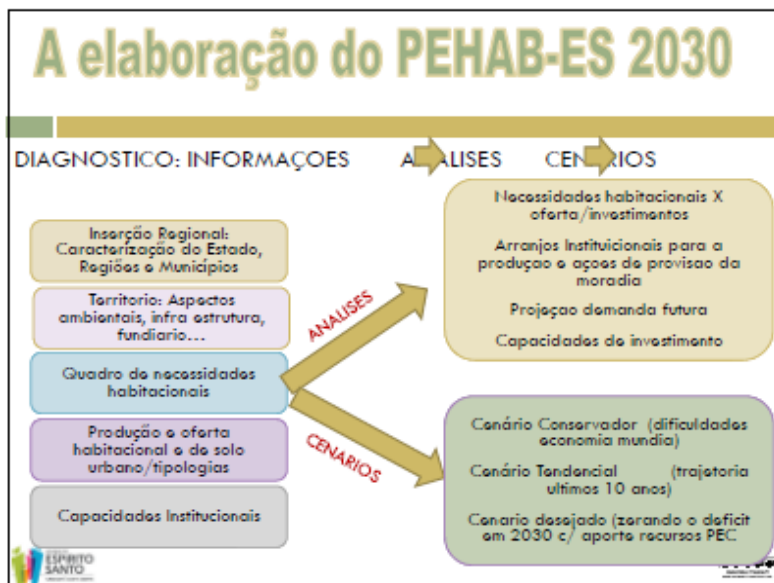 A elaboração do PEHAB-ES 2030
DIAGNOSTICO: INFORMAÇOES ANALISES CENARIOS
Inserção Regional:
Caracterização do Estado,
Regiões e Municípios
Territorio: Aspectos
ambientais, infra estrutura,
fundiario...
Quadro de necessidades
habitacionais
Produção e oferta
habitacional e de solo
urbano/tipologias
Capacidades Institucionais
ANALISES
CENARIOS
Necessidades habitacionais X
oferta/investimentos
Arranjos Instituicionais para a
produçao e açoes de provisao da
moradia
Projeçao demanda futura
Capacidades de investimento
Cenário Conservador (dificuldades
economia mundia)
Cenário Tendencial (trajetoria
ultimos 10 anos)
Cenario desejado (zerando o deficit
em 2030 c/ aporte recursos PEC
ESPÍRITO
SANTO